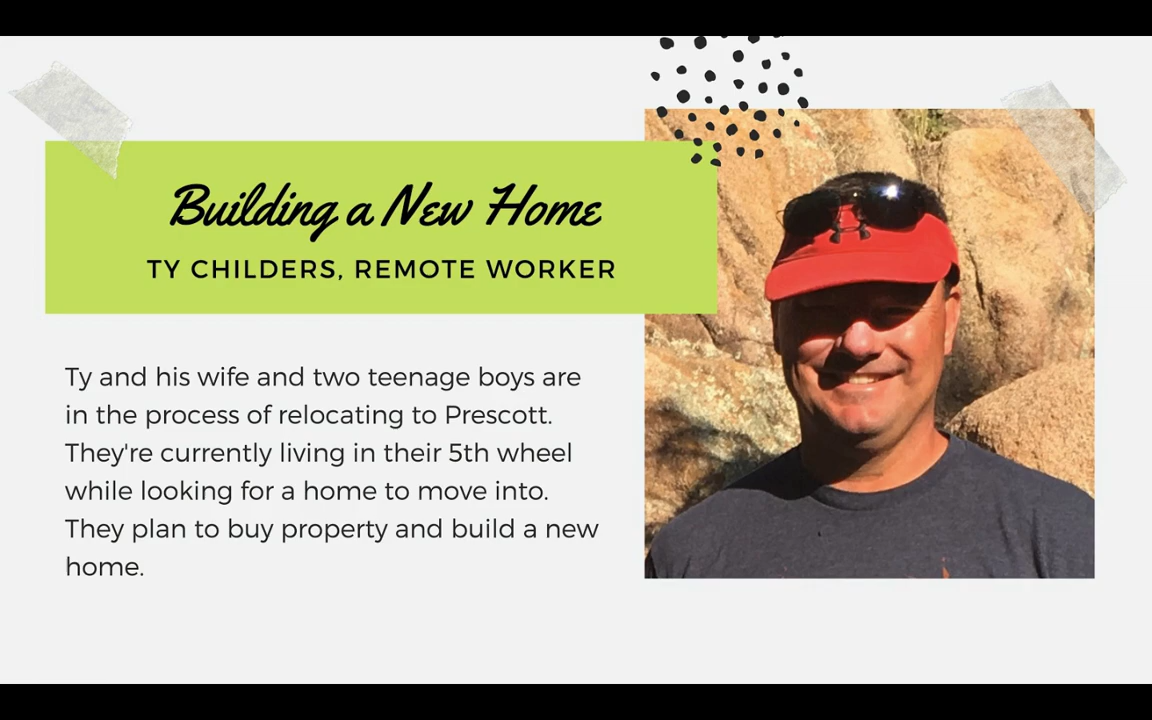 Building a New Home
TY CHILDERS, REMOTE WORKER
Ty and his wife and two teenage boys are
in the process of relocating to Prescott.
They're currently living in their 5th wheel
while looking for a home to move into.
They plan to buy property and build a new
home.